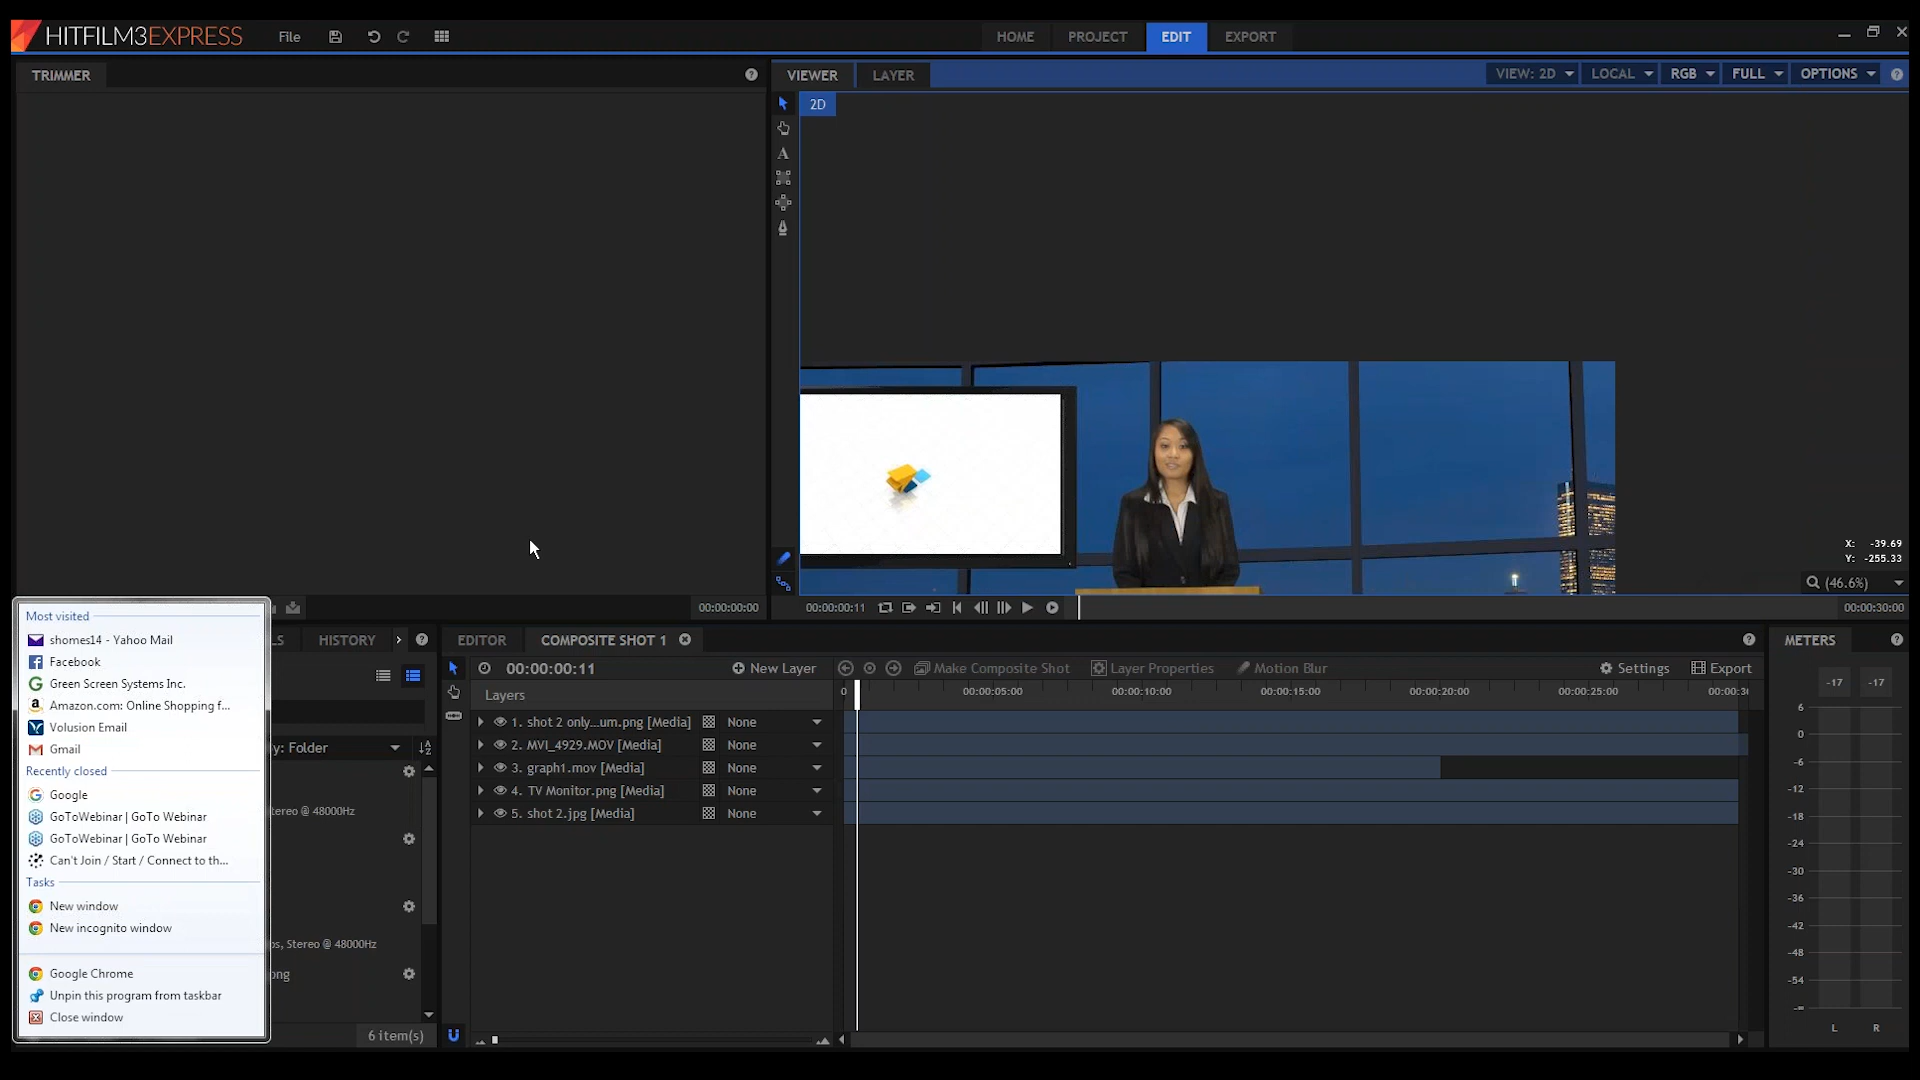 HITFILM3EXPRESS
File
HOME
PROJECT
EDIT
EXPORT
TRIMMER
VIEWER
LAYER
VIEW: 2D
LOCAL
RGB
FULL
OPTIONS
2D
A
X: -39.69
Y: -255.33
(46.6%)
00:00:00:00
00:00:00:11
00:00:30:00
Most visited
shomes14 - Yahoo Mail
Facebook
Green Screen Systems Inc.
Amazon.com: Online Shopping f...
Volusion Email
Gmail
Recently closed
Google
GoToWebinar | GoTo Webinar
GoToWebinar | GoTo Webinar
Can't Join / Start / Connect to th...
Tasks
New window
New incognito window
Google Chrome
Unpin this program from taskbar
Close window
LS
HISTORY
y: Folder
tereo @ 48000Hz
ps, Stereo @ 48000Hz
png
6 item(s)
EDITOR
COMPOSITE SHOT 1
00:00:00:11
New Layer
Make Composite Shot
Layer Properties
Motion Blur
Settings
Export
Layers
0
00:00:05:00
00:00:10:00
00:00:15:00
00:00:20:00
00:00:25:00
00:00:30
1. shot 2 only...um.png [Media]
None
2. MVI_4929.MOV [Media]
None
3. graph1.mov [Media]
None
4. TV Monitor.png [Media]
None
5. shot 2.jpg [Media]
None
METERS
-17
-17
6
0
-6
-12
-18
-24
-30
-36
-42
-48
-54
-∞
L
R